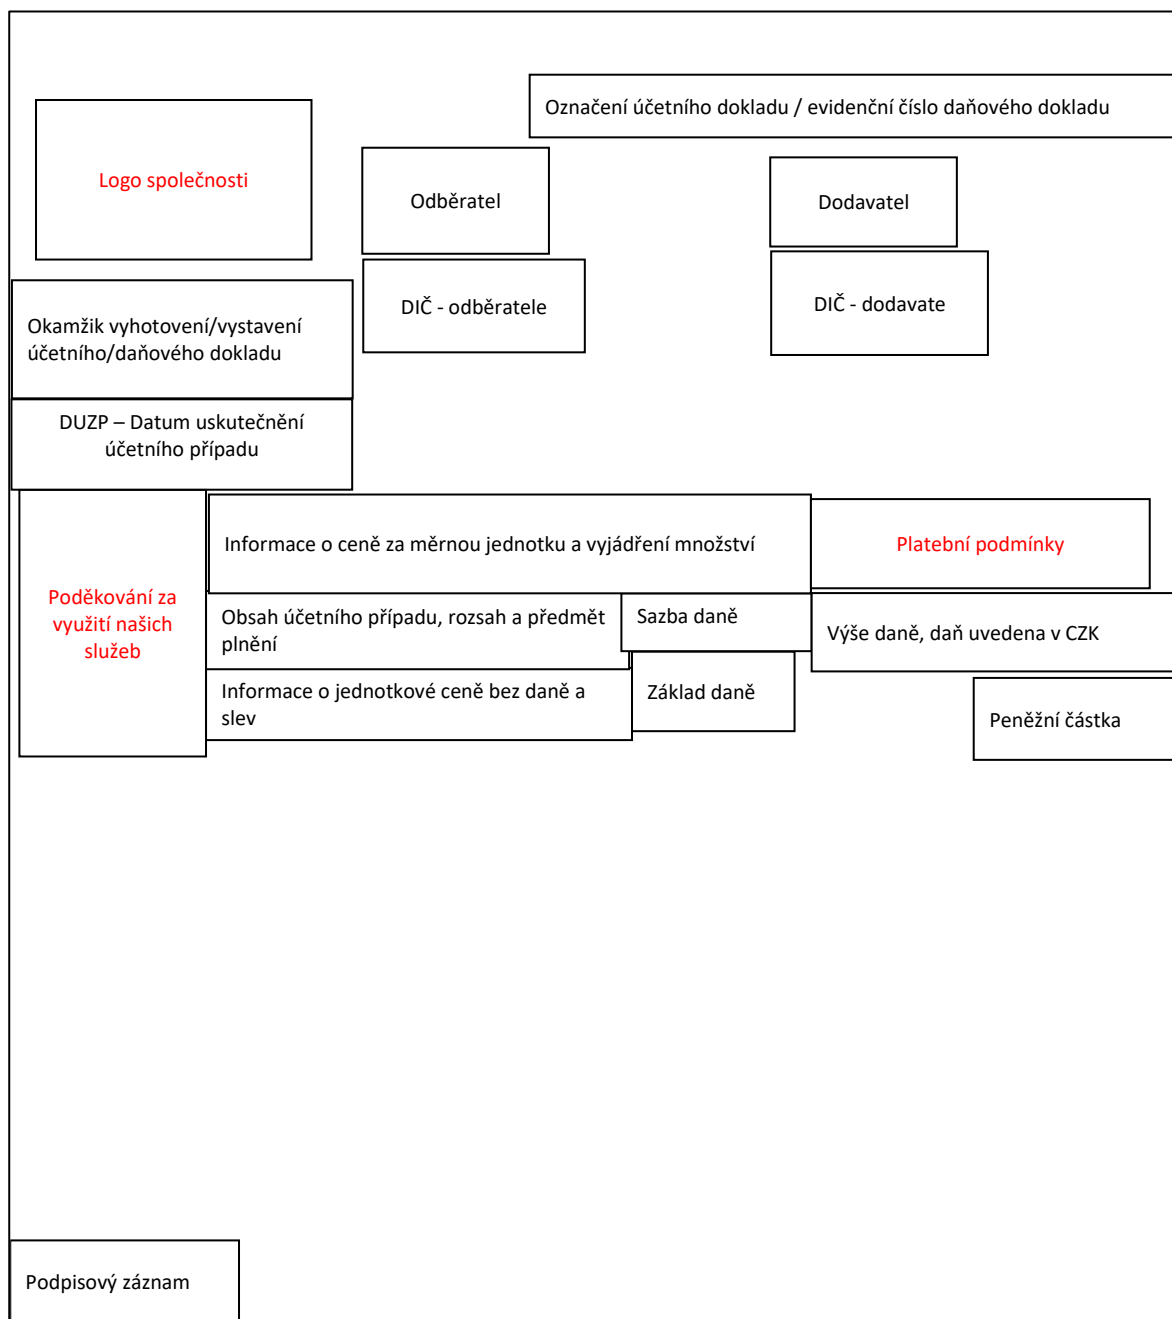 Označení účetního dokladu / evidenční číslo daňového dokladu
Logo společnosti
Odběratel
Dodavatel
DIČ - odběratele
DIČ - dodavate
Okamžik vyhotovení/vystavení
účetního/daňového dokladu
DUZP – Datum uskutečnění
účetního případu
Informace o ceně za měrnou jednotku a vyjádření množství
Platební podmínky
Poděkování za
využití našich
služeb
Obsah účetního případu, rozsah a předmět
plnění
Sazba daně
Výše daně, daň uvedena v CZK
Informace o jednotkové ceně bez daně a
slev
Základ daně
Peněžní částka
Podpisový záznam